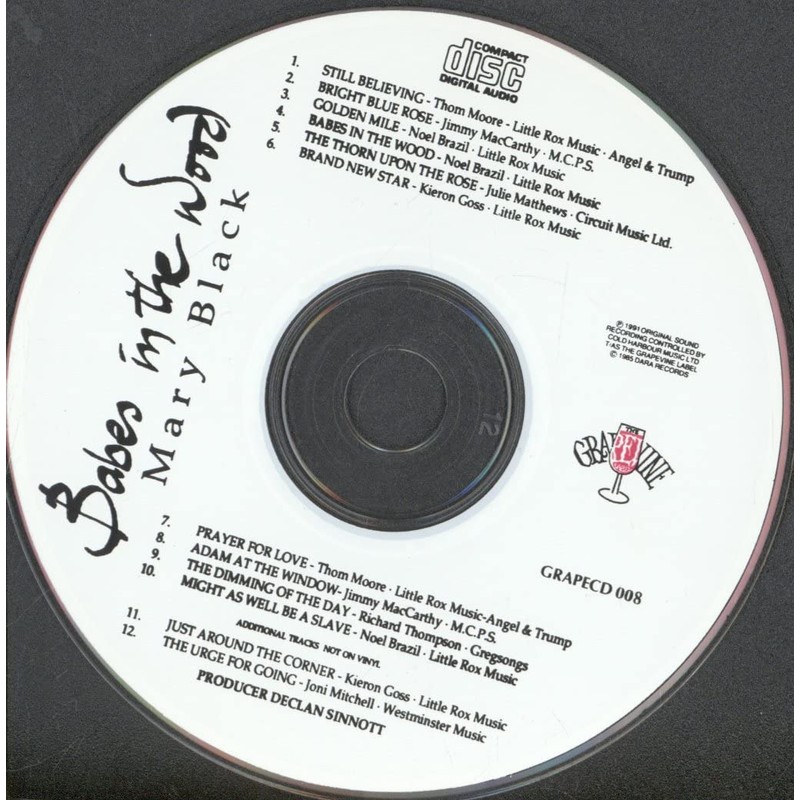 COMPACT
disc
DIGITAL AUDIO
1. STILL BELIEVING - Thom Moore - Little Rox Music - Angel & Trump
2. BRIGHT BLUE ROSE - Jimmy MacCarthy · M.C.P.S.
3. GOLDEN MILE - Noel Brazil · Little Rox Music
4. BABES IN THE WOOD - Noel Brazil · Little Rox Music
5. THE THORN UPON THE ROSE - Julie Matthews · Circuit Music Ltd.
6. BRAND NEW STAR - Kieron Goss · Little Rox Music
Babes in the Wood
Mary Black
℗ 1991 ORIGINAL SOUND
RECORDING CONTROLLED BY
COLD HARBOUR MUSIC LTD
T/AS THE GRAPEVINE LABEL
© 1985 DARA RECORDS
THE
GRAPEVINE
LABEL
12
GRAPECD 008
7. PRAYER FOR LOVE - Thom Moore · Little Rox Music-Angel & Trump
8. ADAM AT THE WINDOW- Jimmy MacCarthy · M.C.P.S.
9. THE DIMMING OF THE DAY - Richard Thompson · Gregsongs
10. MIGHT AS WELL BE A SLAVE - Noel Brazil · Little Rox Music
ADDITIONAL TRACKS NOT ON VINYL
11. JUST AROUND THE CORNER - Kieron Goss · Little Rox Music
12. THE URGE FOR GOING - Joni Mitchell · Westminster Music
PRODUCER DECLAN SINNOTT